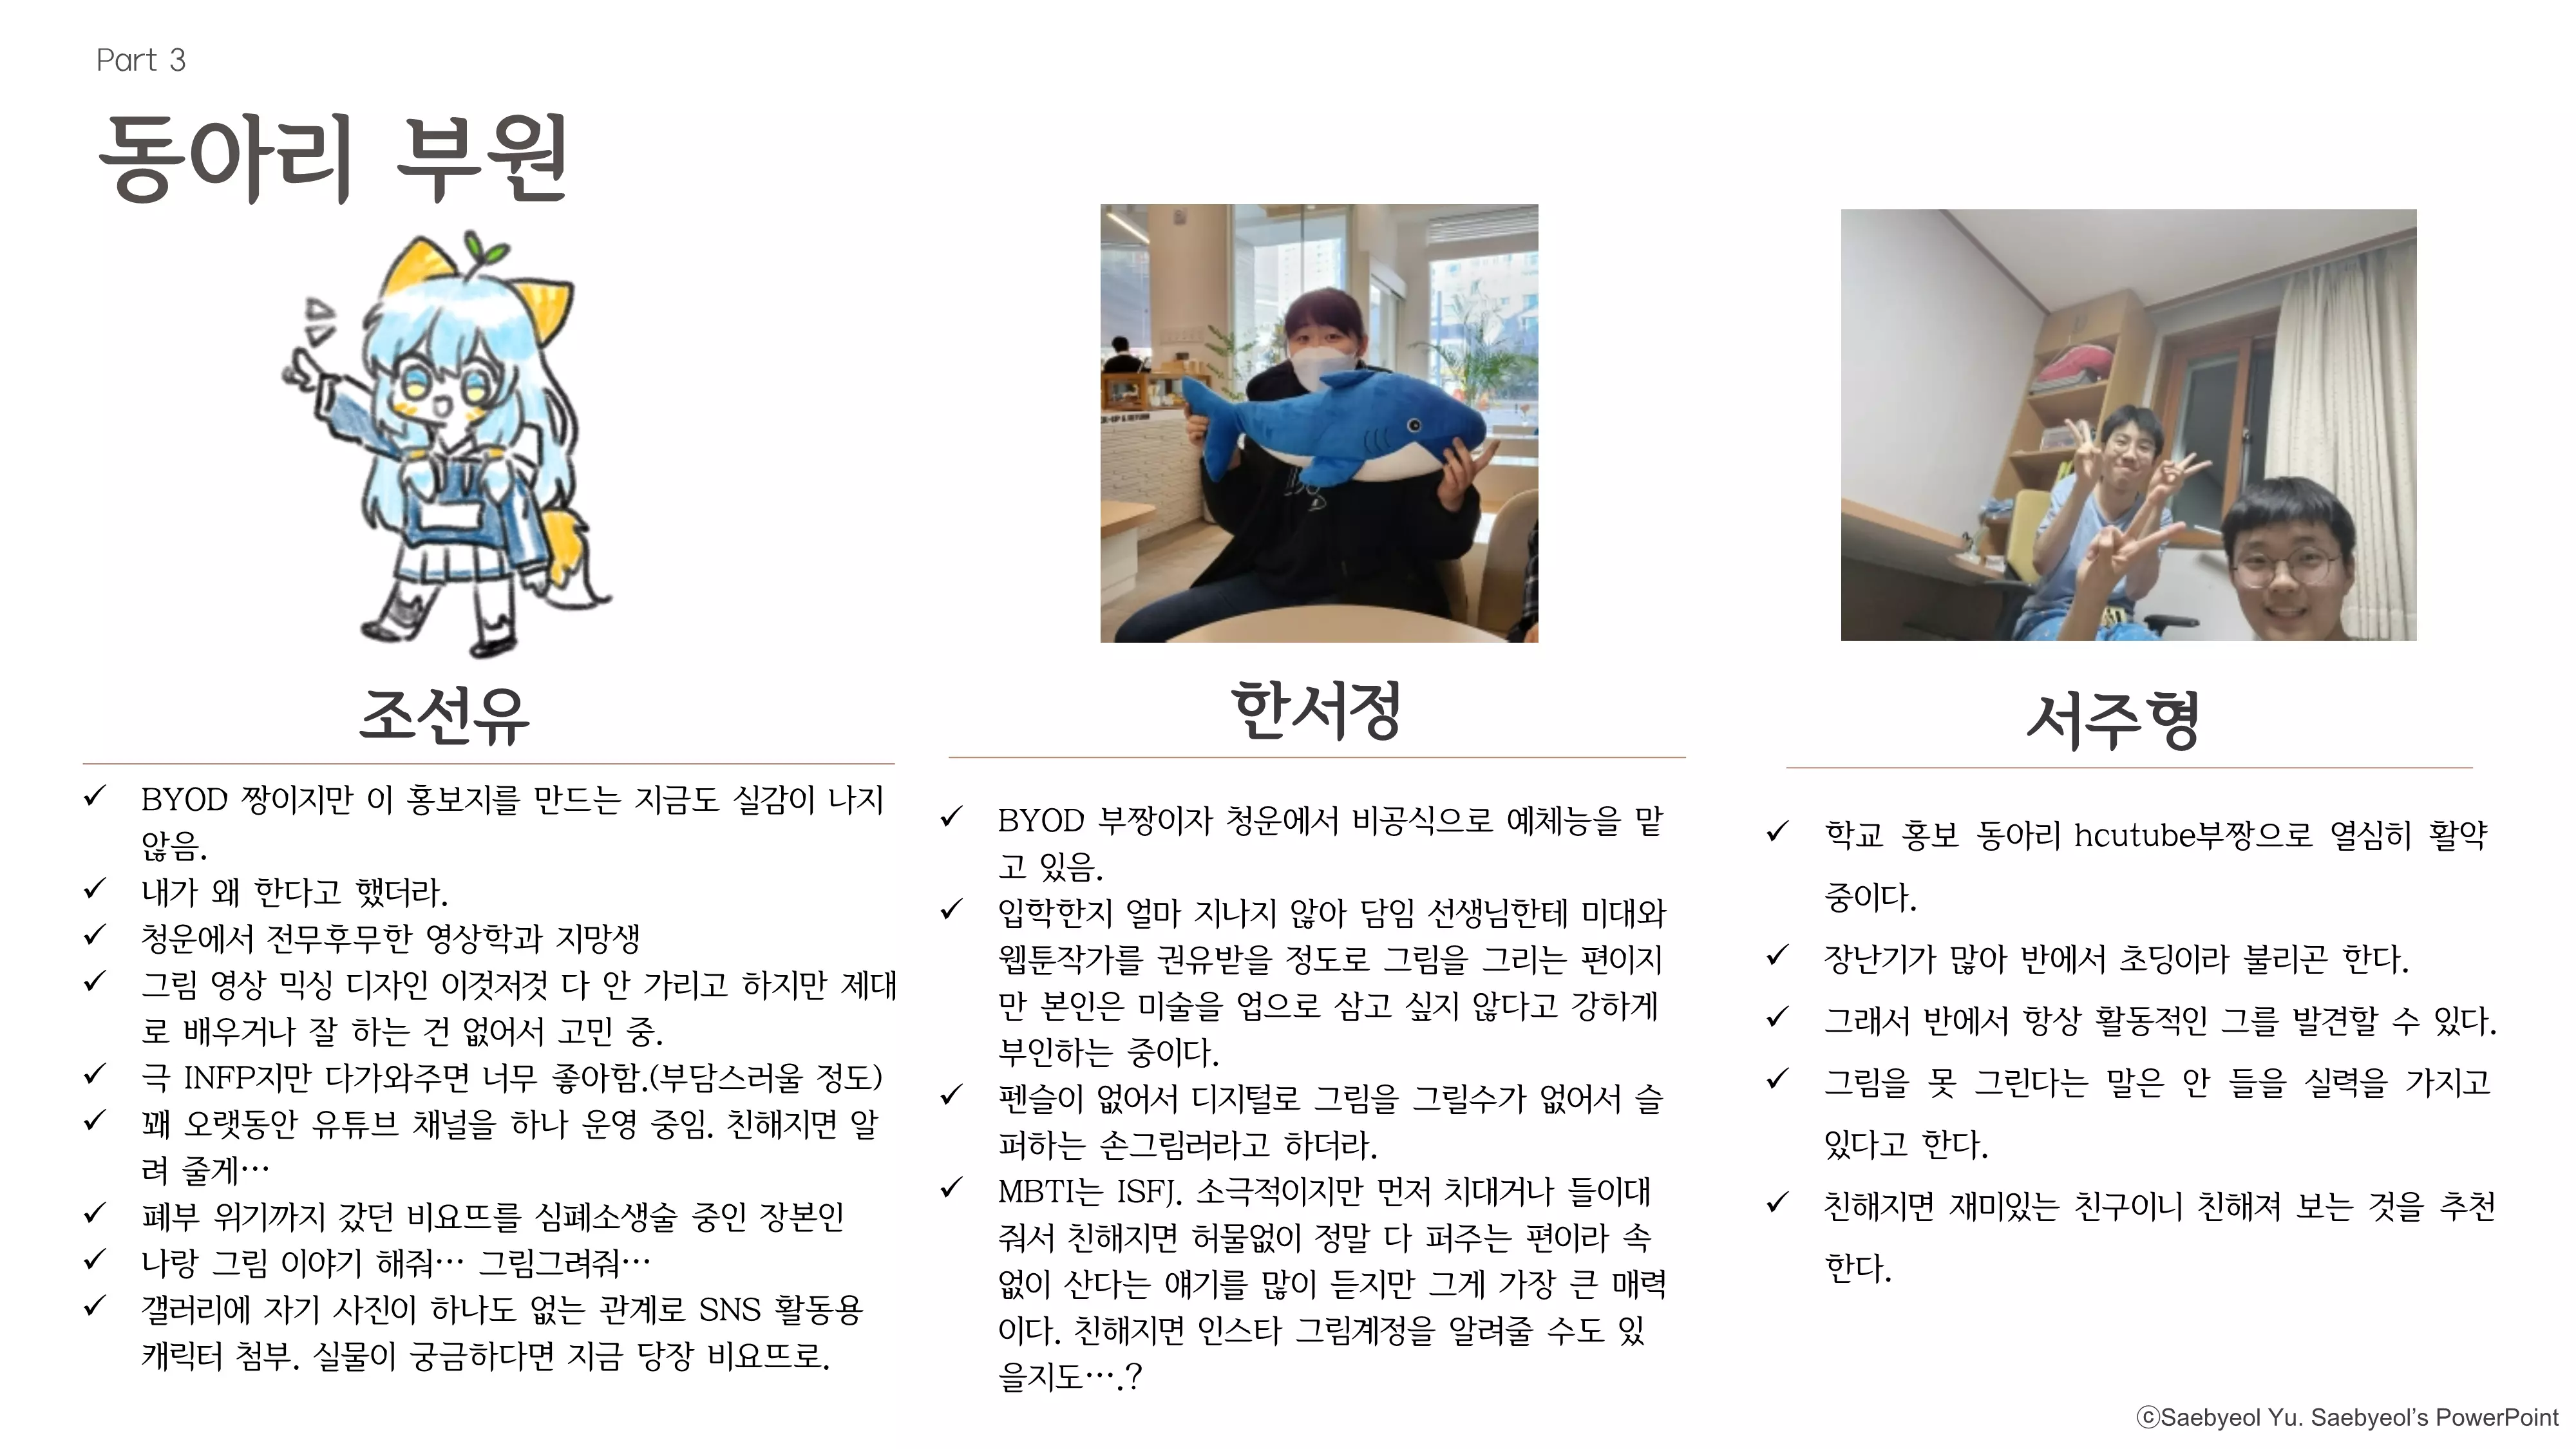 Part 3
동아리 부원
조선유
BYOD 짱이지만 이 홍보지를 만드는 지금도 실감이 나지
않음.
내가 왜 한다고 했더라.
청운에서 전무후무한 영상학과 지망생
그림 영상 믹싱 디자인 이것저것 다 안 가리고 하지만 제대
로 배우거나 잘 하는 건 없어서 고민 중.
극 INFP지만 다가와주면 너무 좋아함.(부담스러울 정도)
꽤 오랫동안 유튜브 채널을 하나 운영 중임. 친해지면 알
려 줄게…
폐부 위기까지 갔던 비요뜨를 심폐소생술 중인 장본인
나랑 그림 이야기 해줘… 그림그려줘…
갤러리에 자기 사진이 하나도 없는 관계로 SNS 활동용
캐릭터 첨부. 실물이 궁금하다면 지금 당장 비요뜨로.
한서정
BYOD 부짱이자 청운에서 비공식으로 예체능을 맡
고 있음.
입학한지 얼마 지나지 않아 담임 선생님한테 미대와
웹툰작가를 권유받을 정도로 그림을 그리는 편이지
만 본인은 미술을 업으로 삼고 싶지 않다고 강하게
부인하는 중이다.
펜슬이 없어서 디지털로 그림을 그릴수가 없어서 슬
퍼하는 손그림러라고 하더라.
MBTI는 ISFJ. 소극적이지만 먼저 치대거나 들이대
줘서 친해지면 허물없이 정말 다 퍼주는 편이라 속
없이 산다는 얘기를 많이 듣지만 그게 가장 큰 매력
이다. 친해지면 인스타 그림계정을 알려줄 수도 있
을지도….?
서주형
학교 홍보 동아리 hcutube부짱으로 열심히 활약
중이다.
장난기가 많아 반에서 초딩이라 불리곤 한다.
그래서 반에서 항상 활동적인 그를 발견할 수 있다.
그림을 못 그린다는 말은 안 들을 실력을 가지고
있다고 한다.
친해지면 재미있는 친구이니 친해져 보는 것을 추천
한다.
ⓒSaebyeol Yu. Saebyeol’s PowerPoint